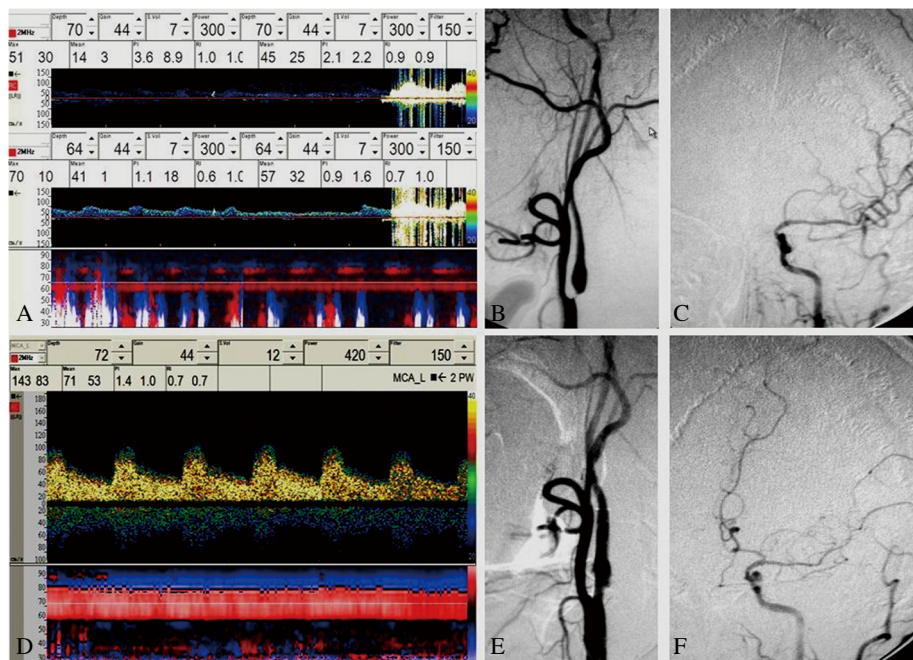 Depth Gain S.Vol Power Depth Gain S.Vol Power Filter
2MHz 70 44 7 300 70 44 7 300 150
Max Mean PI RI Mean PI RI
51 30 14 3 3.6 8.9 1.0 1.0 45 25 2.1 2.2 0.9 0.9
150
100
50
50
100
150
Depth Gain S.Vol Power Depth Gain S.Vol Power Filter
2MHz 64 44 7 300 64 44 7 300 150
Max Mean PI RI Mean PI RI
70 10 41 1 1.1 18 0.6 1.0 57 32 0.9 1.6 0.7 1.0
150
100
50
50
100
150
90
80
70
60
50
40
30
A
B
C
MCA_L Depth Gain S.Vol Power Filter
2MHz 72 44 12 420 150
Max Mean PI RI
143 83 71 53 1.4 1.0 0.7 0.7 MCA_L 2 PW
180
160
140
120
100
80
60
40
20
20
40
60
80
100
90
80
70
60
50
40
30
D
E
F